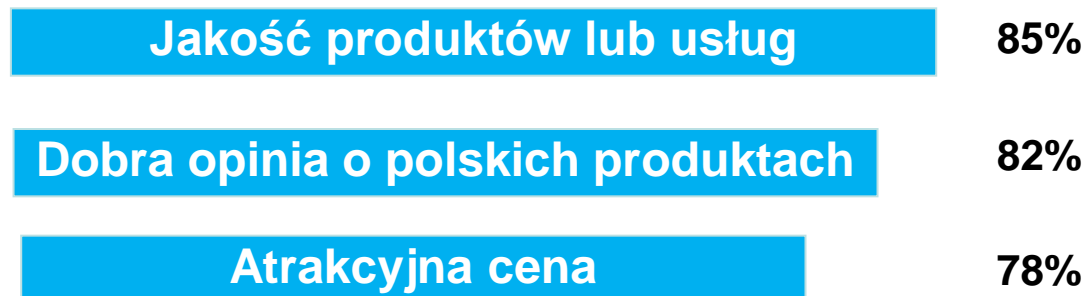 Jakość produktów lub usług 85%
Dobra opinia o polskich produktach 82%
Atrakcyjna cena 78%